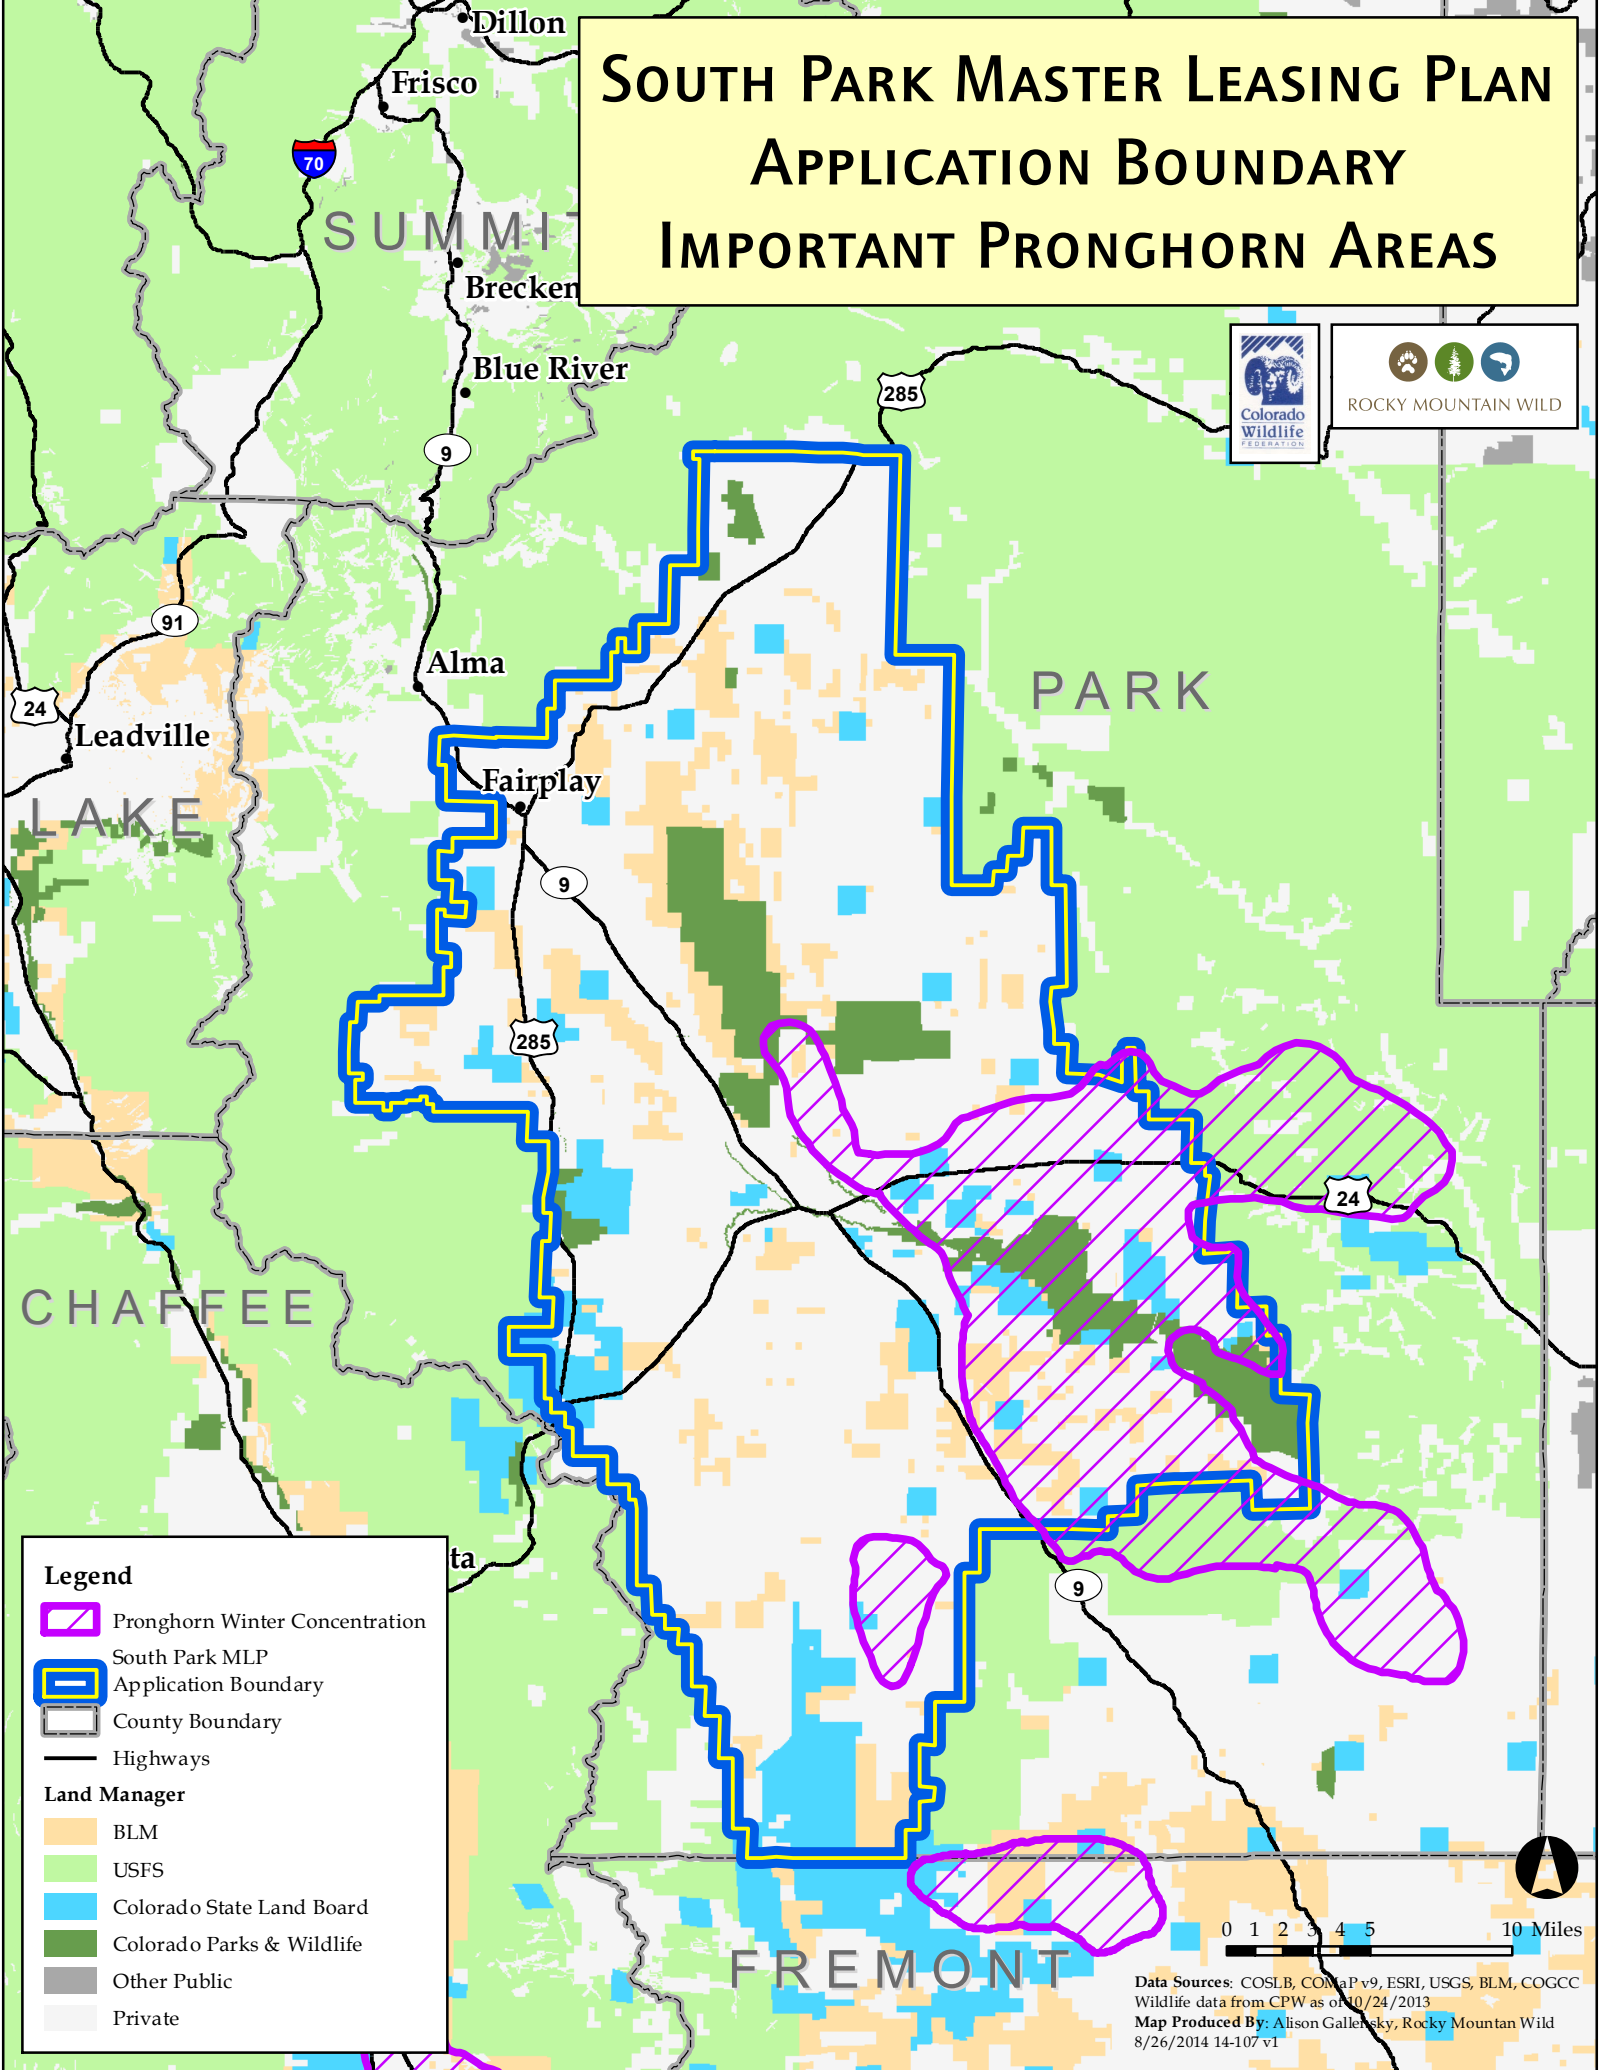 SOUTH PARK MASTER LEASING PLAN
APPLICATION BOUNDARY
IMPORTANT PRONGHORN AREAS
Dillon
Frisco
70
SUMMIT
Brecken
Blue River
285
Colorado
Wildlife
FEDERATION
ROCKY MOUNTAIN WILD
9
91
Alma
PARK
24
Leadville
Fairplay
LAKE
9
285
24
CHAFFEE
ta
9
Legend
Pronghorn Winter Concentration
South Park MLP
Application Boundary
County Boundary
Highways
Land Manager
BLM
USFS
Colorado State Land Board
Colorado Parks & Wildlife
Other Public
Private
FREMONT
0 1 2 3 4 5 10 Miles
Data Sources: COSLB, COMaP v9, ESRI, USGS, BLM, COGCC
Wildlife data from CPW as of 10/24/2013
Map Produced By: Alison Gallensky, Rocky Mountan Wild
8/26/2014 14-107 v1